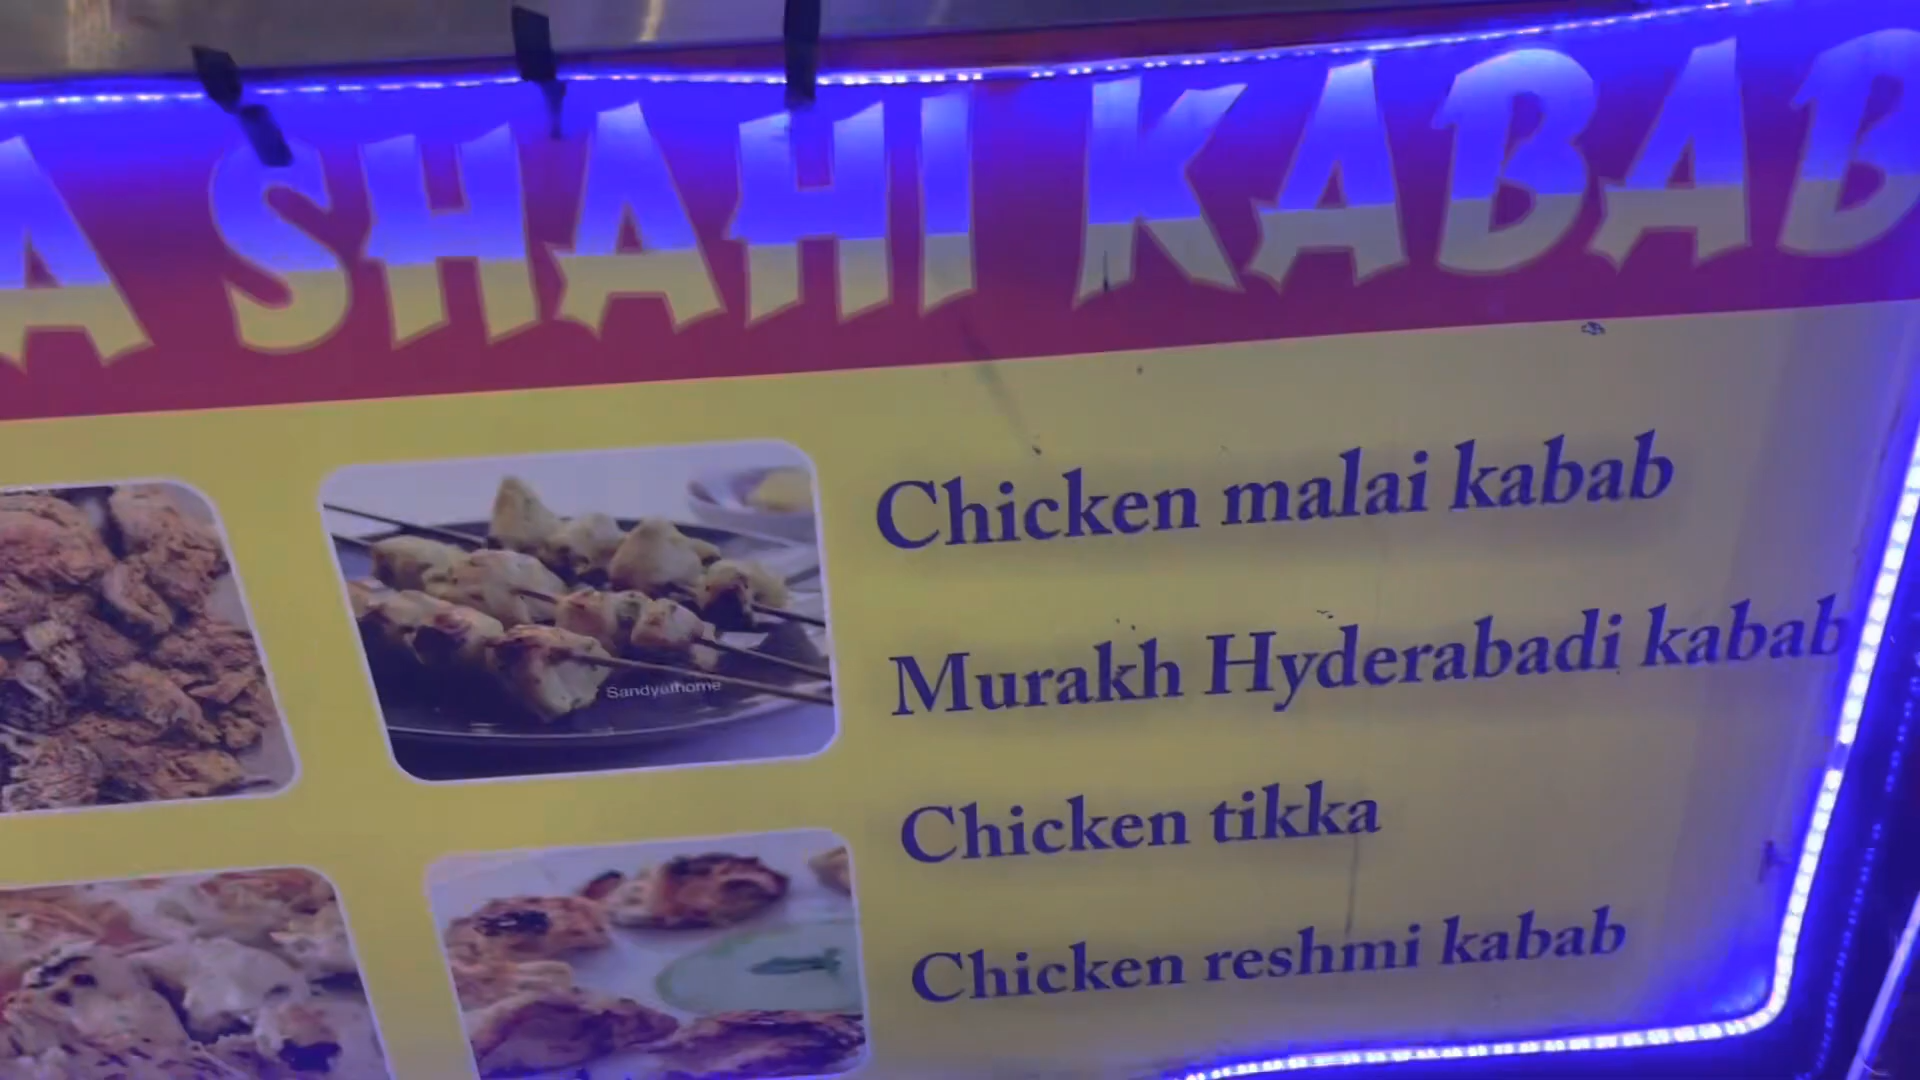 A SHAHI KABAB
Chicken malai kabab
Sandyathome
Murakh Hyderabadi kabab
Chicken tikka
Chicken reshmi kabab